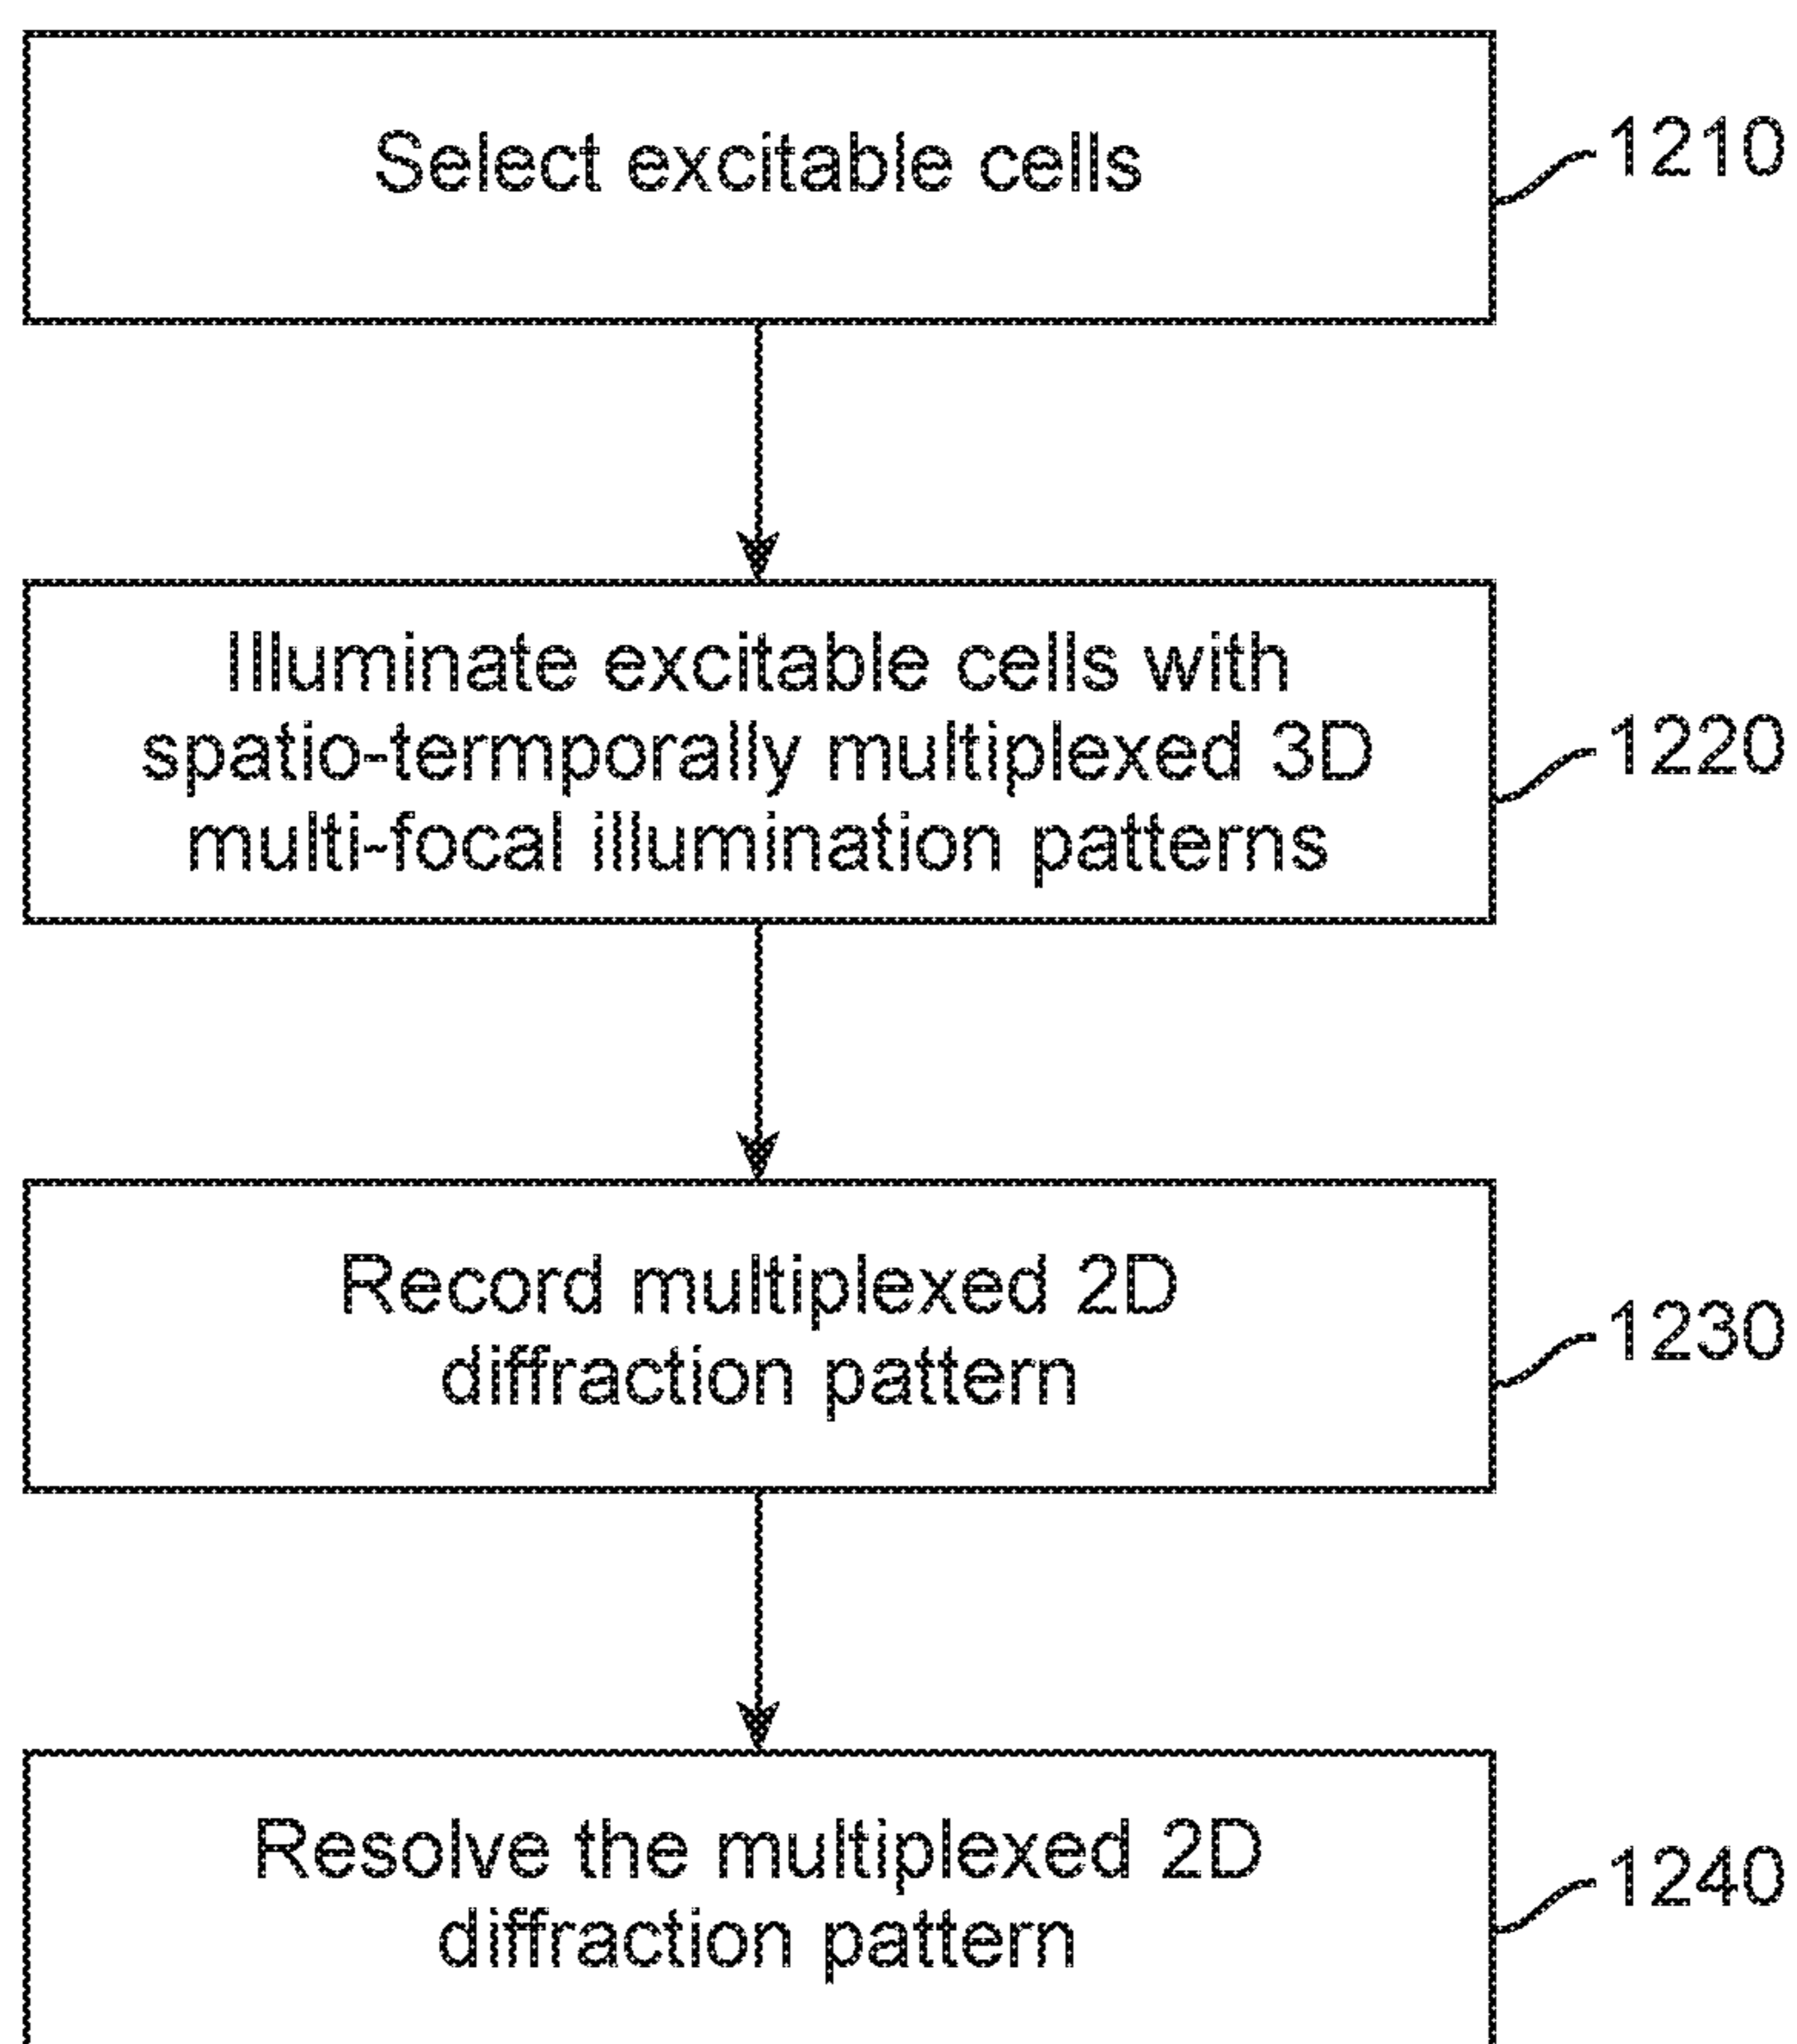 Select excitable cells
1210
Illuminate excitable cells with
spatio-termporally multiplexed 3D
multi-focal illumination patterns
1220
Record multiplexed 2D
diffraction pattern
1230
Resolve the multiplexed 2D
diffraction pattern
1240